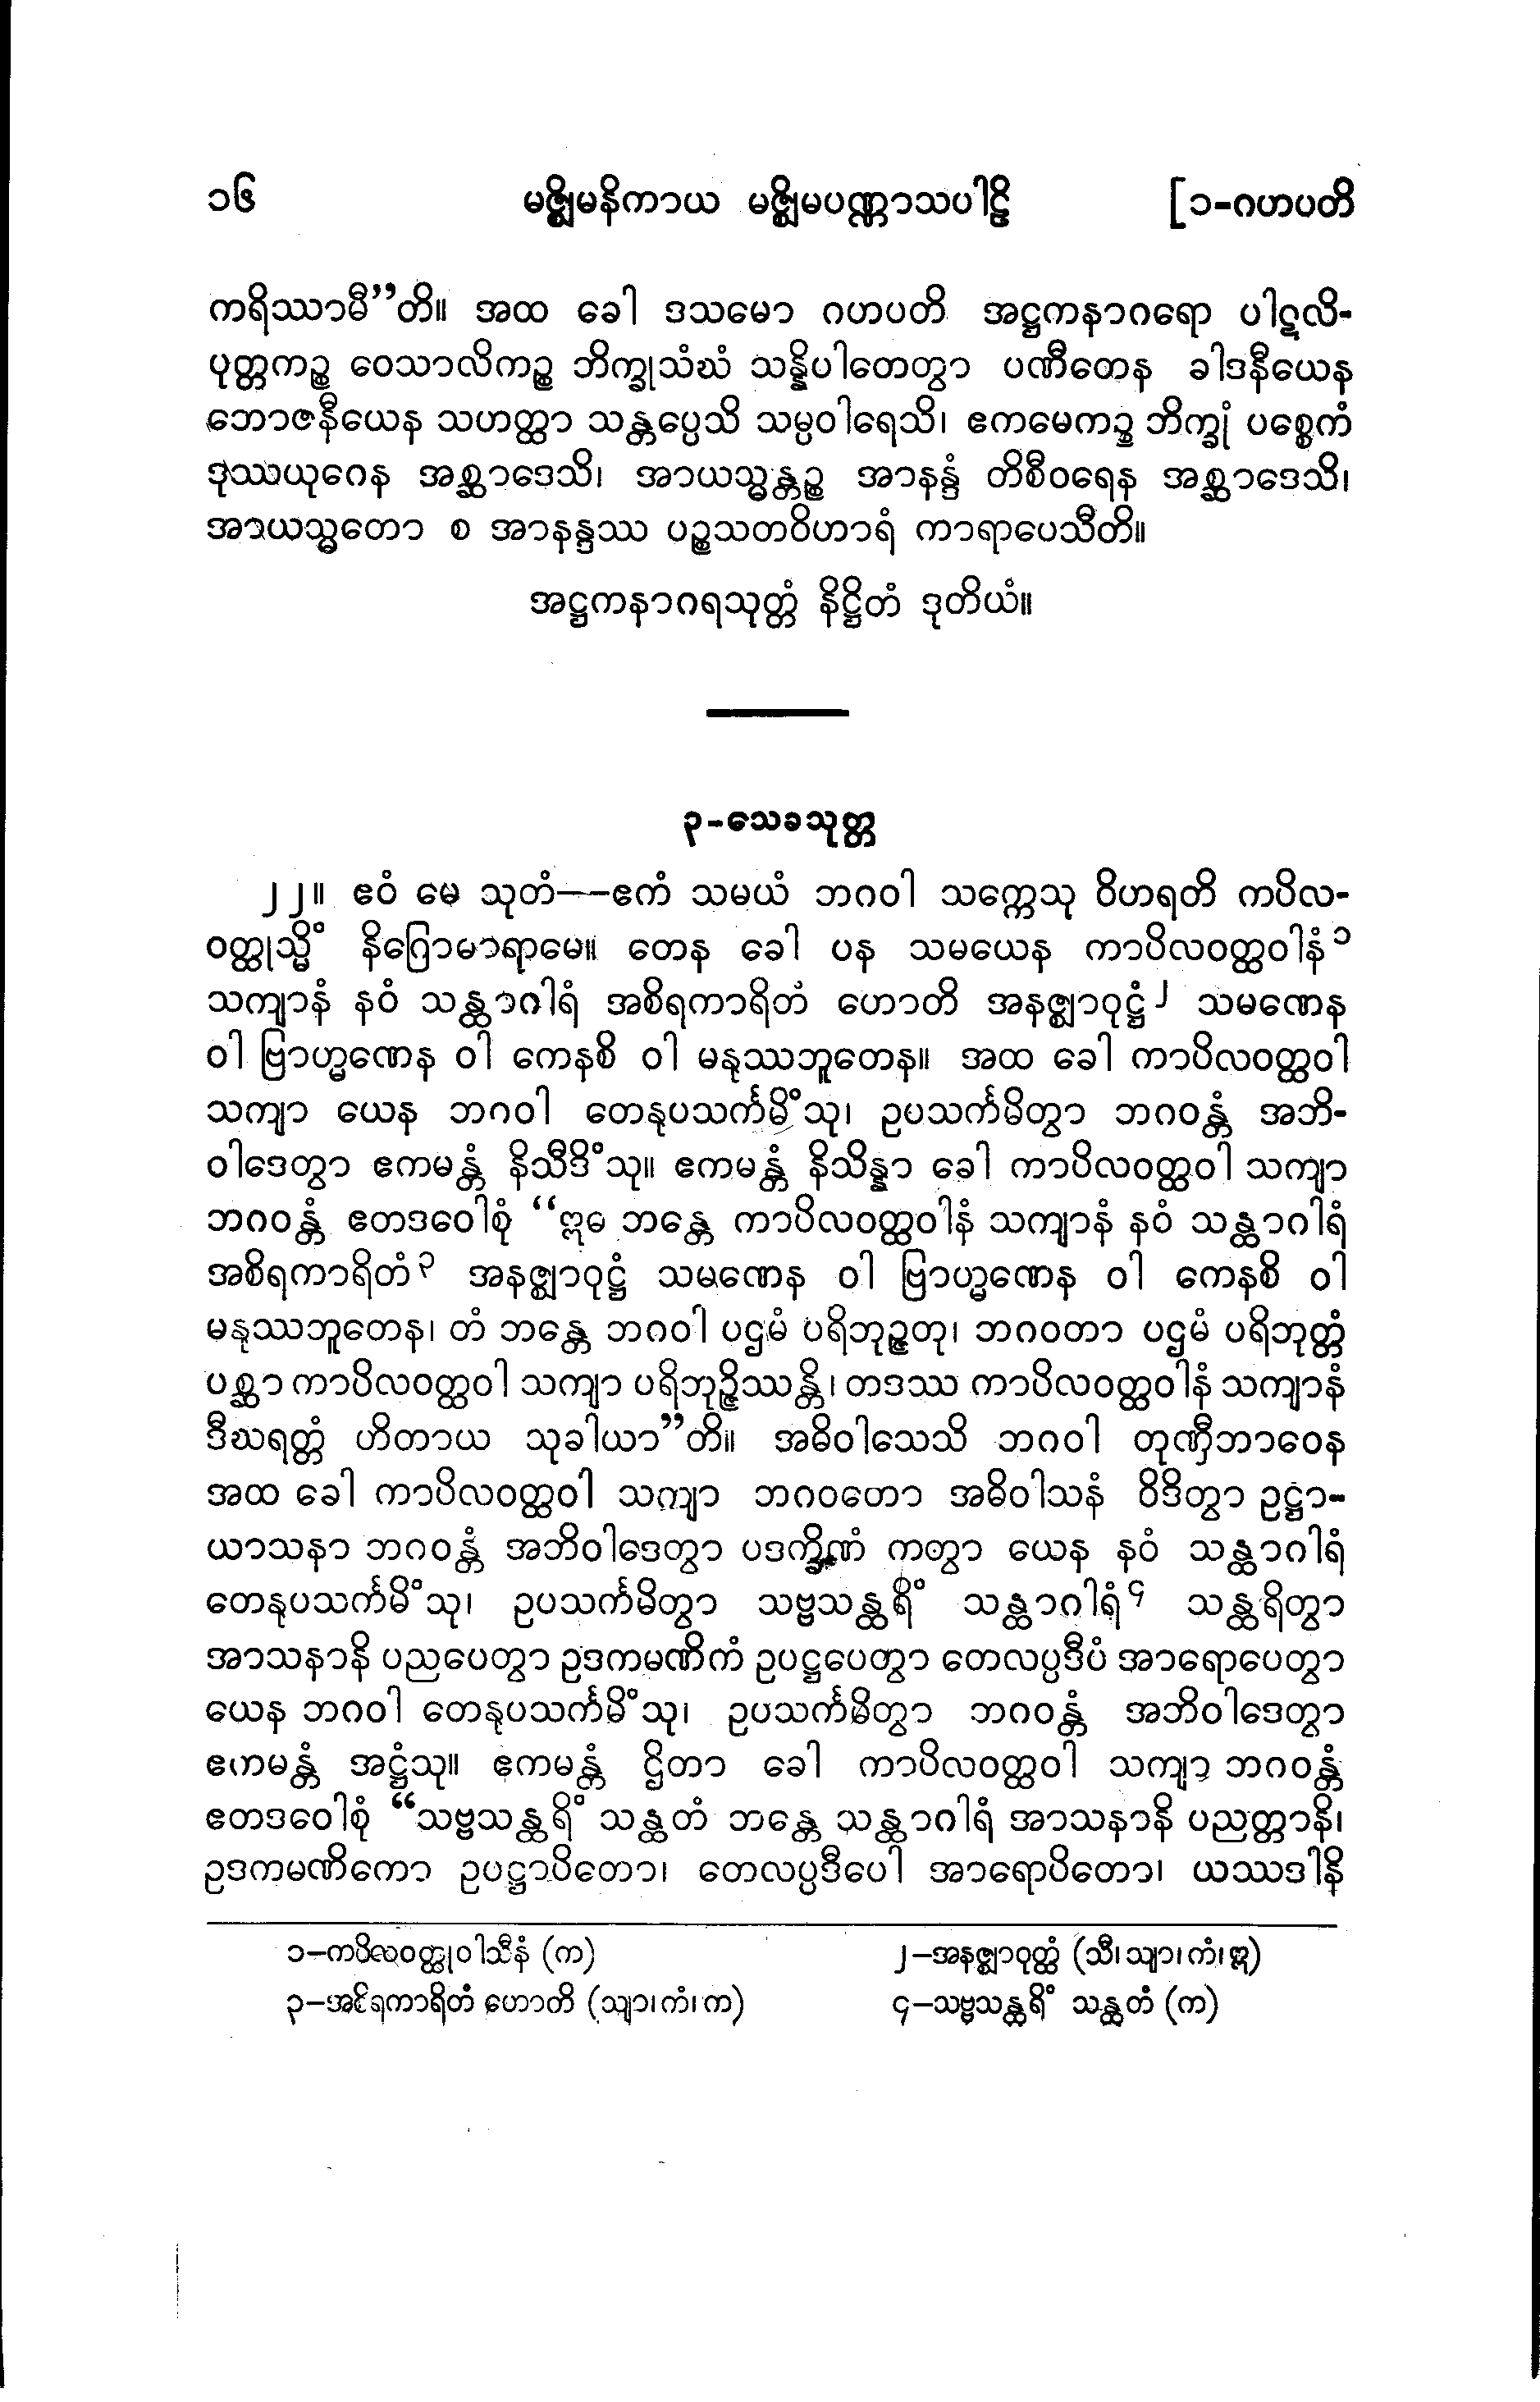 ၁၆ မဇ္ဈိမနိကာယ မဇ္ဈိမပဏ္ဏာသပါဠိ [၁-ဂဟပတိ
ကရိဿာမီ”တိ။ အထ ခေါ ဒသမော ဂဟပတိ အဋ္ဌကနာဂရော ပါဋလိ-
ပုတ္တကဉ္စ ဝေသာလိကဉ္စ ဘိက္ခုသံဃံ သန္နိပါတေတွာ ပဏီတေန ခါဒနီယေန
ဘောဇနီယေန သဟတ္ထာ သန္တပ္ပေသိ သမ္ပဝါရေသိ၊ ဧကမေကဉ္စ ဘိက္ခုံ ပစ္စေကံ
ဒုဿယုဂေန အစ္ဆာဒေသိ၊ အာယသ္မန္တဉ္စ အာနန္ဒံ တိစီဝရေန အစ္ဆာဒေသိ၊
အာယသ္မတော စ အာနန္ဒဿ ပဉ္စသတဝိဟာရံ ကာရာပေသီတိ။
အဋ္ဌကနာဂရသုတ္တံ နိဋ္ဌိတံ ဒုတိယံ။
၃-သေခသုတ္တ
၂၂။ ဧဝံ မေ သုတံ——ဧကံ သမယံ ဘဂဝါ သက္ကေသု ဝိဟရတိ ကပိလ-
ဝတ္ထုသ္မိံ နိဂြောဓာရာမေ။ တေန ခေါ ပန သမယေန ကာပိလဝတ္ထဝါနံ၁
သကျာနံ နဝံ သန္ထာဂါရံ အစိရကာရိတံ ဟောတိ အနဇ္ဈာဝုဋ္ဌံ၂ သမဏေန
ဝါ ဗြာဟ္မဏေန ဝါ ကေနစိ ဝါ မနုဿဘူတေန။ အထ ခေါ ကာပိလဝတ္ထဝါ
သကျာ ယေန ဘဂဝါ တေနုပသင်္ကမိံသု၊ ဥပသင်္ကမိတွာ ဘဂဝန္တံ အဘိ-
ဝါဒေတွာ ဧကမန္တံ နိသီဒိံသု။ ဧကမန္တံ နိသိန္နာ ခေါ ကာပိလဝတ္ထဝါ သကျာ
ဘဂဝန္တံ ဧတဒဝေါစုံ “ဣဓ ဘန္တေ ကာပိလဝတ္ထဝါနံ သကျာနံ နဝံ သန္ထာဂါရံ
အစိရကာရိတံ၃ အနဇ္ဈာဝုဋ္ဌံ သမဏေန ဝါ ဗြာဟ္မဏေန ဝါ ကေနစိ ဝါ
မနုဿဘူတေန၊ တံ ဘန္တေ ဘဂဝါ ပဌမံ ပရိဘုဉ္ဇတု၊ ဘဂဝတာ ပဌမံ ပရိဘုတ္တံ
ပစ္ဆာ ကာပိလဝတ္ထဝါ သကျာ ပရိဘုဉ္ဇိဿန္တိ၊ တဒဿ ကာပိလဝတ္ထဝါနံ သကျာနံ
ဒီဃရတ္တံ ဟိတာယ သုခါယာ”တိ။ အဓိဝါသေသိ ဘဂဝါ တုဏှီဘာဝေန
အထ ခေါ ကာပိလဝတ္ထဝါ သကျာ ဘဂဝတော အဓိဝါသနံ ဝိဒိတွာ ဥဋ္ဌာ-
ယာသနာ ဘဂဝန္တံ အဘိဝါဒေတွာ ပဒက္ခိဏံ ကတွာ ယေန နဝံ သန္ထာဂါရံ
တေနုပသင်္ကမိံသု၊ ဥပသင်္ကမိတွာ သဗ္ဗသန္ထရိံ သန္ထာဂါရံ၄ သန္ထရိတွာ
အာသနာနိ ပညပေတွာ ဥဒကမဏိကံ ဥပဋ္ဌပေတွာ တေလပ္ပဒီပံ အာရောပေတွာ
ယေန ဘဂဝါ တေနုပသင်္ကမိံသု၊ ဥပသင်္ကမိတွာ ဘဂဝန္တံ အဘိဝါဒေတွာ
ဧကမန္တံ အဋ္ဌံသု။ ဧကမန္တံ ဌိတာ ခေါ ကာပိလဝတ္ထဝါ သကျာ ဘဂဝန္တံ
ဧတဒဝေါစုံ “သဗ္ဗသန္ထရိံ သန္ထတံ ဘန္တေ သန္ထာဂါရံ အာသနာနိ ပညတ္တာနိ၊
ဥဒကမဏိကော ဥပဋ္ဌာပိတော၊ တေလပ္ပဒီပေါ အာရောပိတော၊ ယဿဒါနိ
၁–ကပိလဝတ္ထုဝါသီနံ (က) ၂–အနဇ္ဈာဝုတ္ထံ (သီ၊ သျာ၊ ကံ၊ ဣ)
၃–အစိရကာရိတံ ဟောတိ (သျာ၊ ကံ၊ က) ၄–သဗ္ဗသန္ထရိံ သန္ထတံ (က)